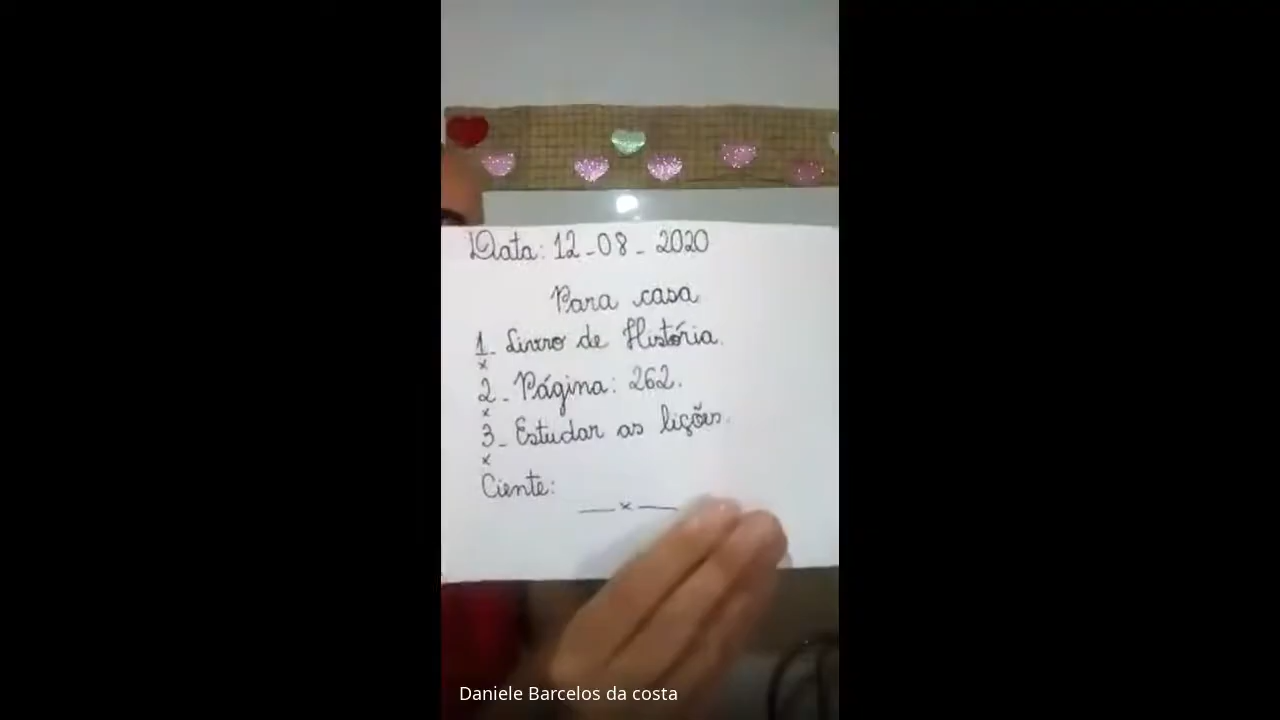 Data: 12-08-2020
Para casa
1- Livro de História.
x
2- Página: 262.
x
3- Estudar as lições.
x
Ciente:
— x —
Daniele Barcelos da costa